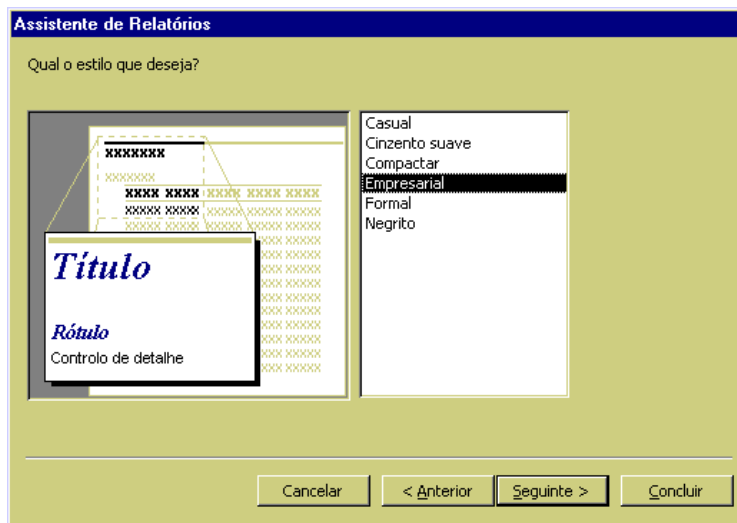 Assistente de Relatórios
Qual o estilo que deseja?
xxxxxxx
xxxxxxx
xxxx xxxx xxxx xxxx xxxx
xxxxx xxxxx xxxxx xxxxx xxxxx
Título
Rótulo
Controlo de detalhe
Casual
Cinzento suave
Compactar
Empresarial
Formal
Negrito
Cancelar
< Anterior
Seguinte >
Concluir